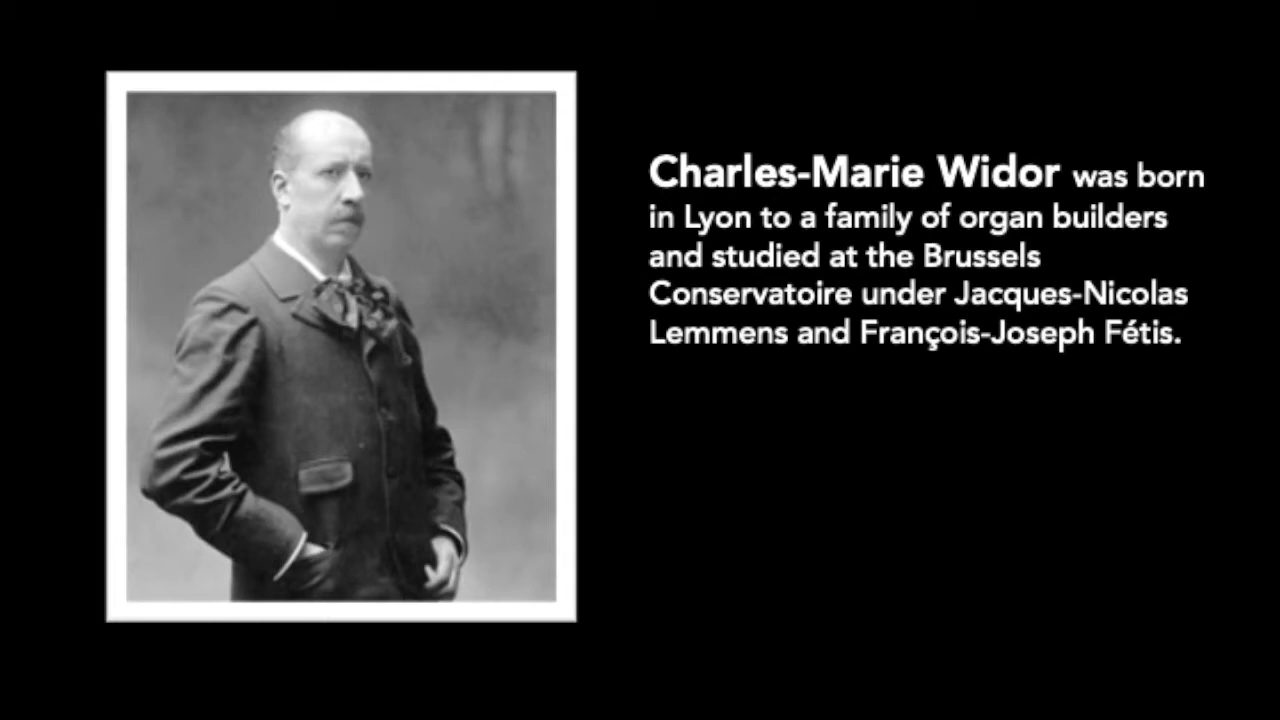 Charles-Marie Widor was born
in Lyon to a family of organ builders
and studied at the Brussels
Conservatoire under Jacques-Nicolas
Lemmens and François-Joseph Fétis.